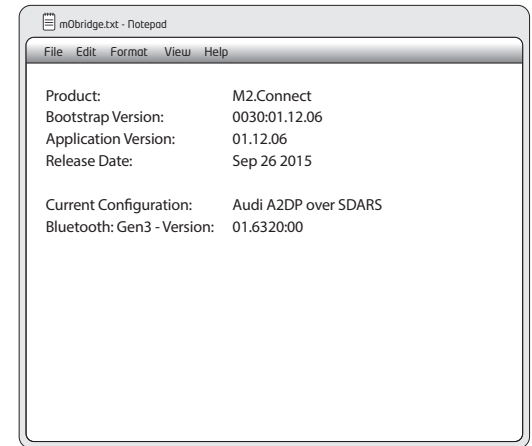 mObridge.txt - Notepad
File Edit Format View Help
Product: M2.Connect
Bootstrap Version: 0030:01.12.06
Application Version: 01.12.06
Release Date: Sep 26 2015
Current Configuration: Audi A2DP over SDARS
Bluetooth: Gen3 - Version: 01.6320:00